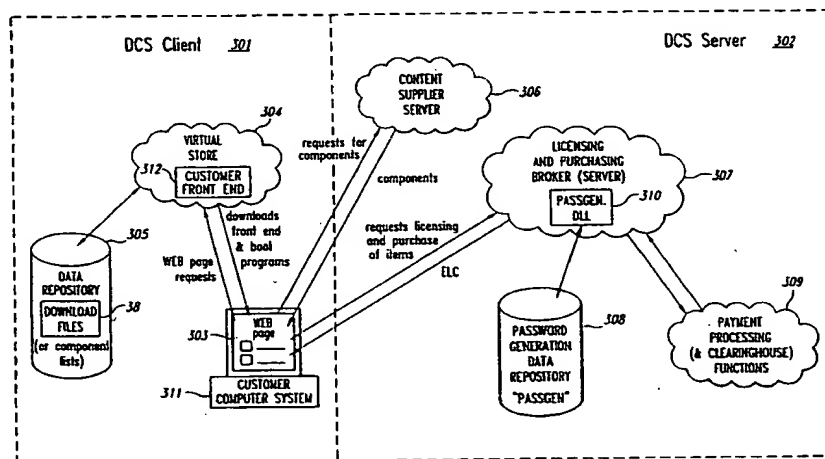 DCS Client 301
DCS Server 302
CONTENT
SUPPLIER
SERVER
306
304
VIRTUAL
STORE
312
CUSTOMER
FRONT END
requests for
components
components
LICENSING
AND PURCHASING
BROKER (SERVER)
307
PASSGEN.
DLL
310
305
DATA
REPOSITORY
DOWNLOAD
FILES
38
(or component
lists)
WEB page
requests
downloads
front end
& boot
programs
requests licensing
and purchase
of items
ELC
303
WEB
page
311
CUSTOMER
COMPUTER SYSTEM
PASSWORD
GENERATION
DATA
REPOSITORY
"PASSGEN"
308
309
PAYMENT
PROCESSING
(& CLEARINGHOUSE)
FUNCTIONS